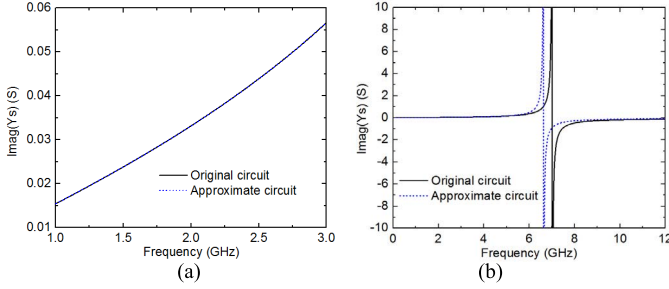 0.06
0.05
0.04
0.03
0.02
0.01
Imag(Ys) (S)
Original circuit
Approximate circuit
1.0 1.5 2.0 2.5 3.0
Frequency (GHz)
(a)
10
8
6
4
2
0
-2
-4
-6
-8
-10
Imag(Ys) (S)
Original circuit
Approximate circuit
0 2 4 6 8 10 12
Frequency (GHz)
(b)